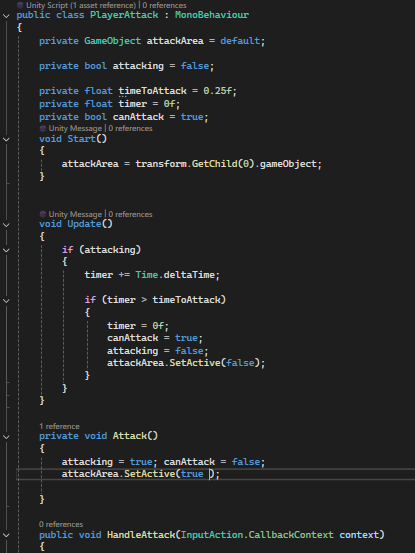 Unity Script (1 asset reference) | 0 references
public class PlayerAttack : MonoBehaviour
{
private GameObject attackArea = default;
private bool attacking = false;
private float timeToAttack = 0.25f;
private float timer = 0f;
private bool canAttack = true;
Unity Message | 0 references
void Start()
{
attackArea = transform.GetChild(0).gameObject;
}
Unity Message | 0 references
void Update()
{
if (attacking)
{
timer += Time.deltaTime;
if (timer > timeToAttack)
{
timer = 0f;
canAttack = true;
attacking = false;
attackArea.SetActive(false);
}
}
}
1 reference
private void Attack()
{
attacking = true; canAttack = false;
attackArea.SetActive(true );
}
0 references
public void HandleAttack(InputAction.CallbackContext context)
{